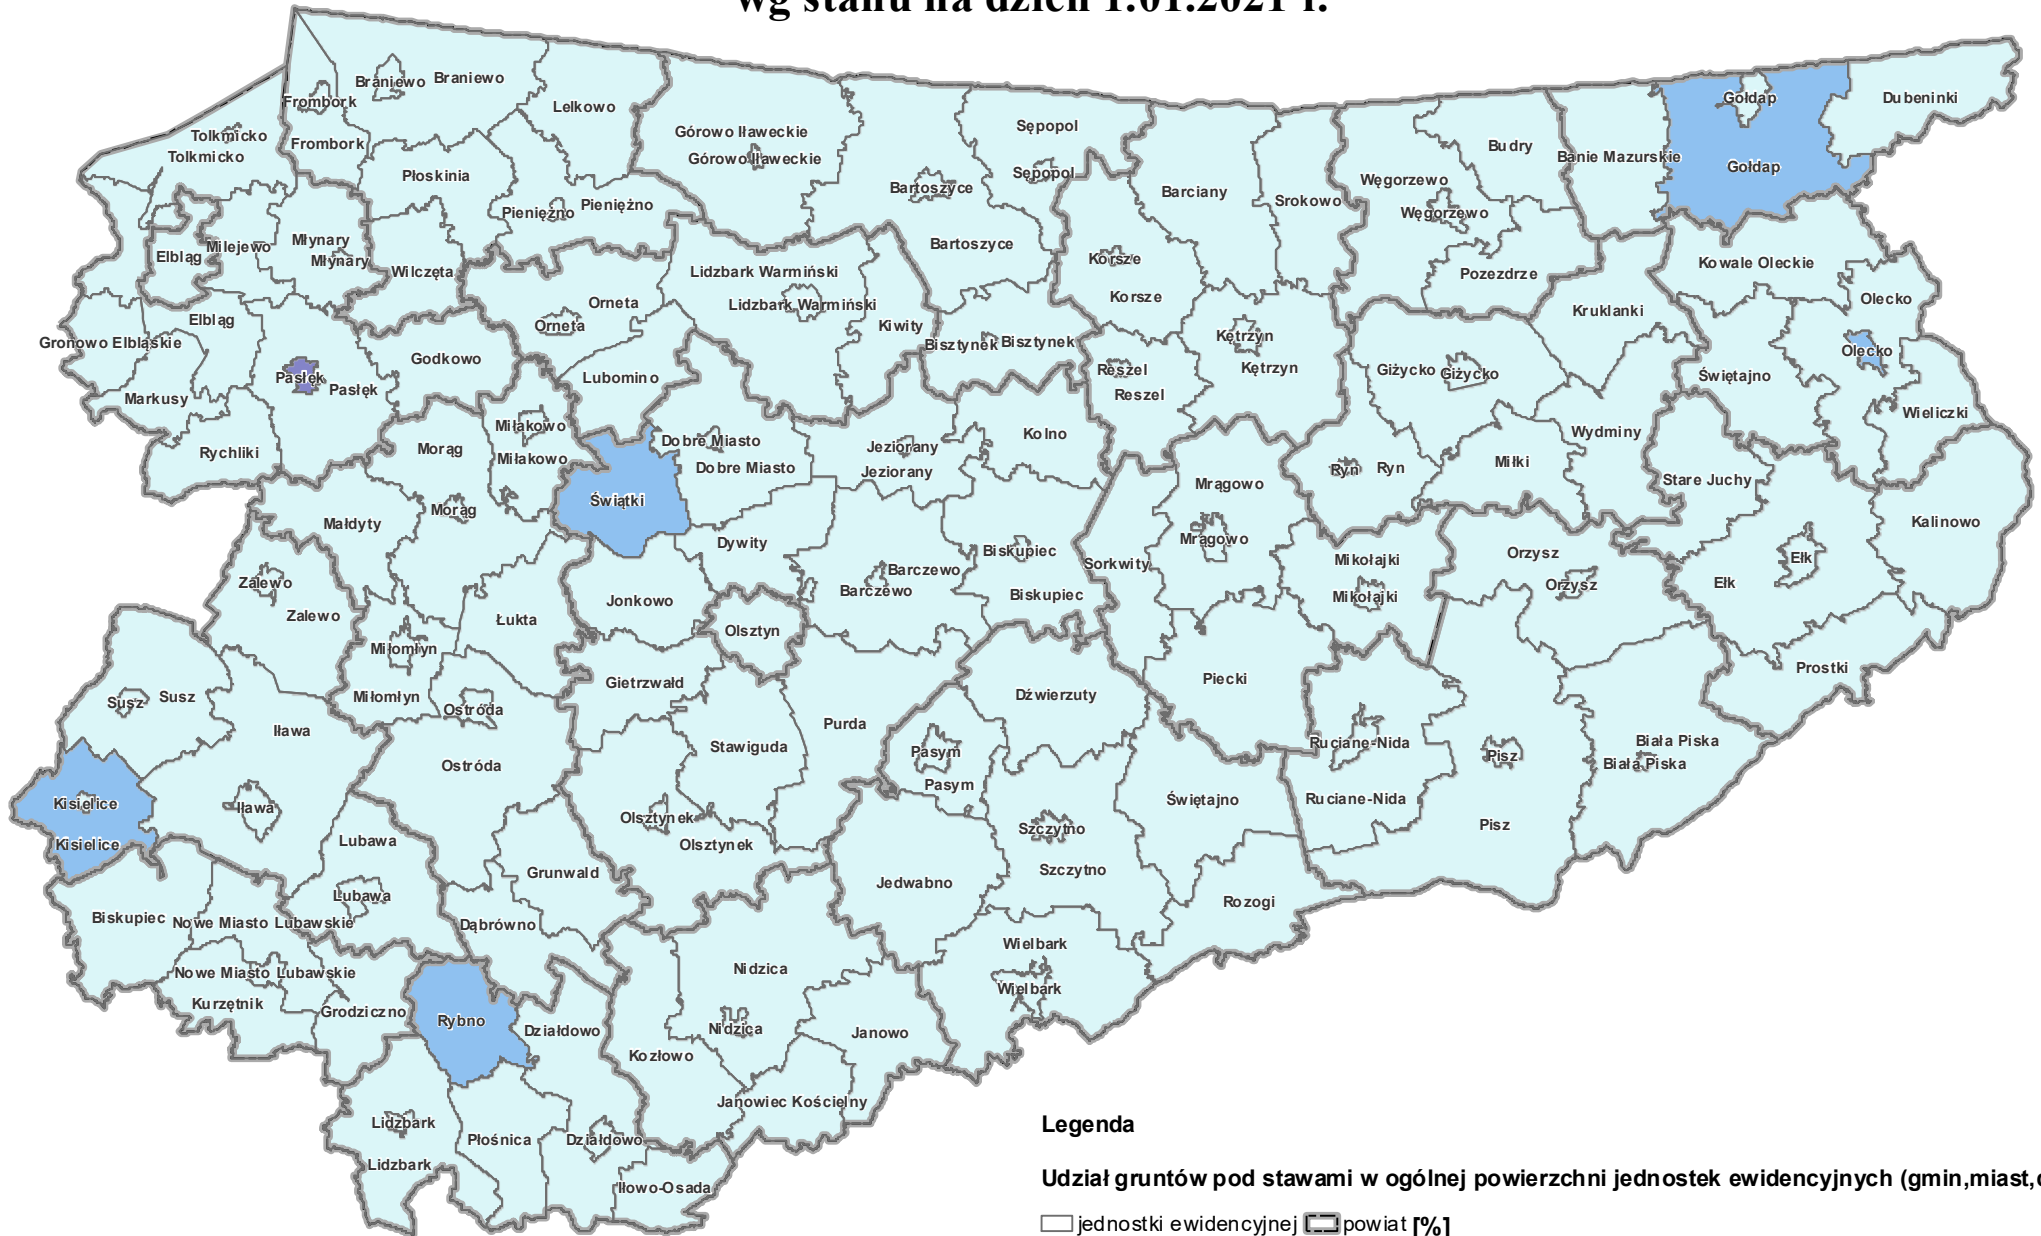 wg stanu na dzień 1.01.2021 r.
Braniewo
Braniewo
Frombork
Lelkowo
Gołdap
Dubeninki
Tolkmicko
Tolkmicko
Frombork
Górowo Iławeckie
Górowo Iławeckie
Sępopol
Sępopol
Budry
Banie Mazurskie
Gołdap
Płoskinia
Bartoszyce
Barciany
Srokowo
Węgorzewo
Węgorzewo
Pieniężno
Pieniężno
Elbląg
Milejewo
Młynary
Młynary
Wilczęta
Lidzbark Warmiński
Lidzbark Warmiński
Bartoszyce
Korsze
Korsze
Pozezdrze
Kowale Oleckie
Olecko
Orneta
Orneta
Kruklanki
Elbląg
Gronowo Elbląskie
Godkowo
Kiwity
Bisztynek
Bisztynek
Kętrzyn
Kętrzyn
Olecko
Pasłęk
Pasłęk
Lubomino
Reszel
Reszel
Giżycko
Giżycko
Świętajno
Markusy
Wieliczki
Rychliki
Morąg
Miłakowo
Miłakowo
Dobre Miasto
Dobre Miasto
Jeziorany
Jeziorany
Kolno
Wydminy
Ryn
Ryn
Miłki
Stare Juchy
Świątki
Mrągowo
Mrągowo
Małdyty
Morąg
Kalinowo
Dywity
Biskupiec
Biskupiec
Sorkwity
Mikołajki
Mikołajki
Orzysz
Orzysz
Ełk
Ełk
Zalewo
Zalewo
Barczewo
Barczewo
Jonkowo
Łukta
Olsztyn
Miłomłyn
Miłomłyn
Prostki
Susz
Susz
Gietrzwałd
Dźwierzuty
Piecki
Ostróda
Iława
Purda
Stawiguda
Pasym
Pasym
Ruciane-Nida
Biała Piska
Biała Piska
Pisz
Ostróda
Kisielice
Kisielice
Iława
Olsztynek
Olsztynek
Świętajno
Ruciane-Nida
Szczytno
Szczytno
Pisz
Lubawa
Lubawa
Grunwald
Jedwabno
Rozogi
Biskupiec
Nowe Miasto Lubawskie
Dąbrówno
Wielbark
Wielbark
Nowe Miasto Lubawskie
Nidzica
Nidzica
Kurzętnik
Grodziczno
Rybno
Działdowo
Janowo
Kozłowo
Janowiec Kościelny
Lidzbark
Lidzbark
Płośnica
Działdowo
Iłowo-Osada
Legenda
Udział gruntów pod stawami w ogólnej powierzchni jednostek ewidencyjnych (gmin,miast,
jednostki ewidencyjnej powiat [%]